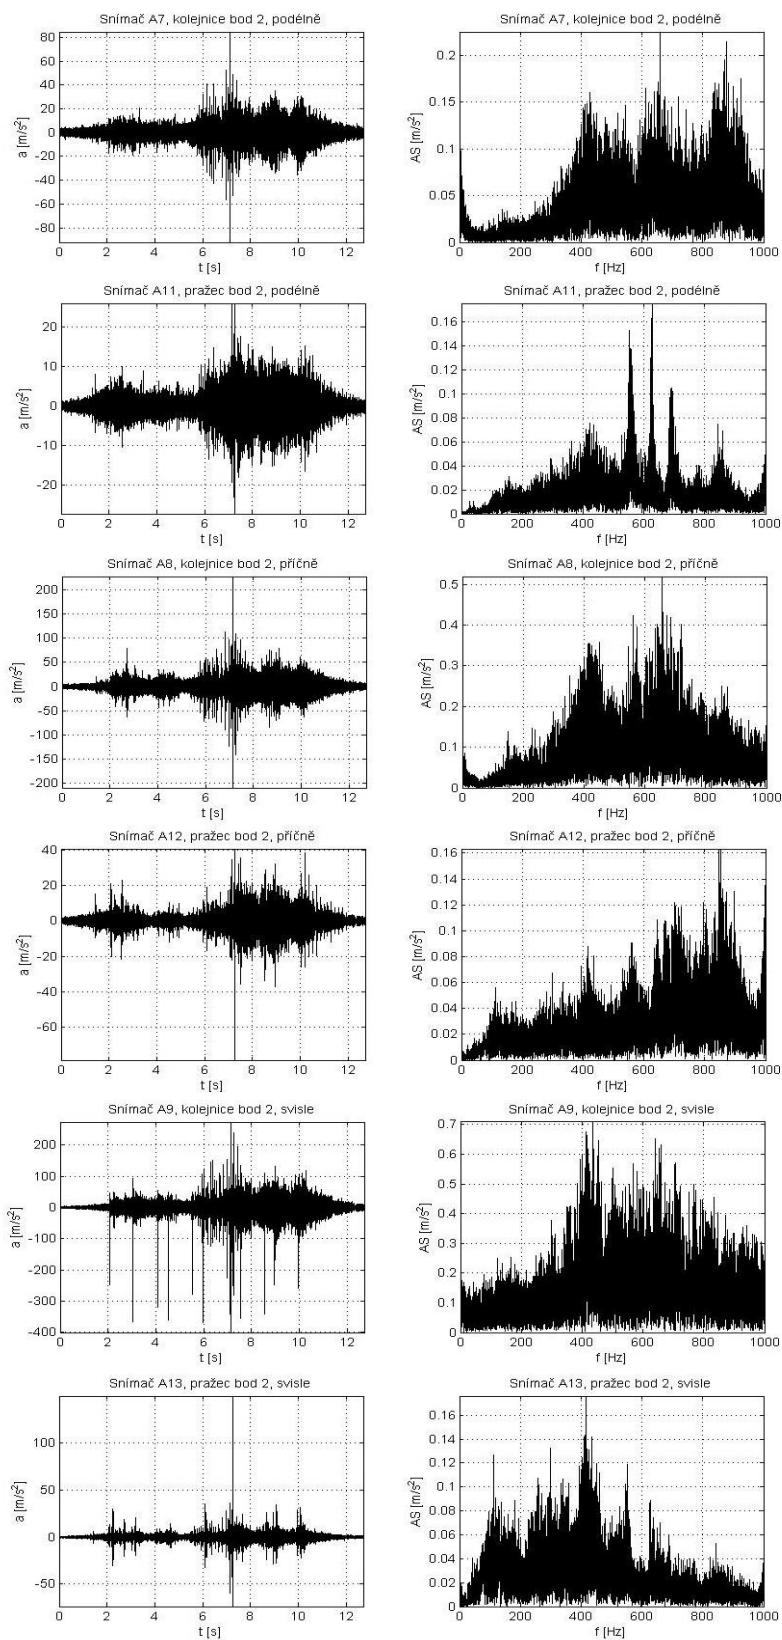 Snímač A7, kolejnice bod 2, podélně
80
60
40
20
0
-20
-40
-60
-80
a [m/s²]
0 2 4 6 8 10 12
t [s]
Snímač A7, kolejnice bod 2, podélně
0.2
0.15
0.1
0.05
0
AS [m/s²]
0 200 400 600 800 1000
f [Hz]
Snímač A11, pražec bod 2, podélně
20
10
0
-10
-20
a [m/s²]
0 2 4 6 8 10 12
t [s]
Snímač A11, pražec bod 2, podélně
0.16
0.14
0.12
0.1
0.08
0.06
0.04
0.02
0
AS [m/s²]
0 200 400 600 800 1000
f [Hz]
Snímač A8, kolejnice bod 2, příčně
200
150
100
50
0
-50
-100
-150
-200
a [m/s²]
0 2 4 6 8 10 12
t [s]
Snímač A8, kolejnice bod 2, příčně
0.5
0.4
0.3
0.2
0.1
0
AS [m/s²]
0 200 400 600 800 1000
f [Hz]
Snímač A12, pražec bod 2, příčně
40
20
0
-20
-40
-60
a [m/s²]
0 2 4 6 8 10 12
t [s]
Snímač A12, pražec bod 2, příčně
0.16
0.14
0.12
0.1
0.08
0.06
0.04
0.02
0
AS [m/s²]
0 200 400 600 800 1000
f [Hz]
Snímač A9, kolejnice bod 2, svisle
200
100
0
-100
-200
-300
-400
a [m/s²]
0 2 4 6 8 10 12
t [s]
Snímač A9, kolejnice bod 2, svisle
0.7
0.6
0.5
0.4
0.3
0.2
0.1
0
AS [m/s²]
0 200 400 600 800 1000
f [Hz]
Snímač A13, pražec bod 2, svisle
100
50
0
-50
a [m/s²]
0 2 4 6 8 10 12
t [s]
Snímač A13, pražec bod 2, svisle
0.16
0.14
0.12
0.1
0.08
0.06
0.04
0.02
0
AS [m/s²]
0 200 400 600 800 1000
f [Hz]